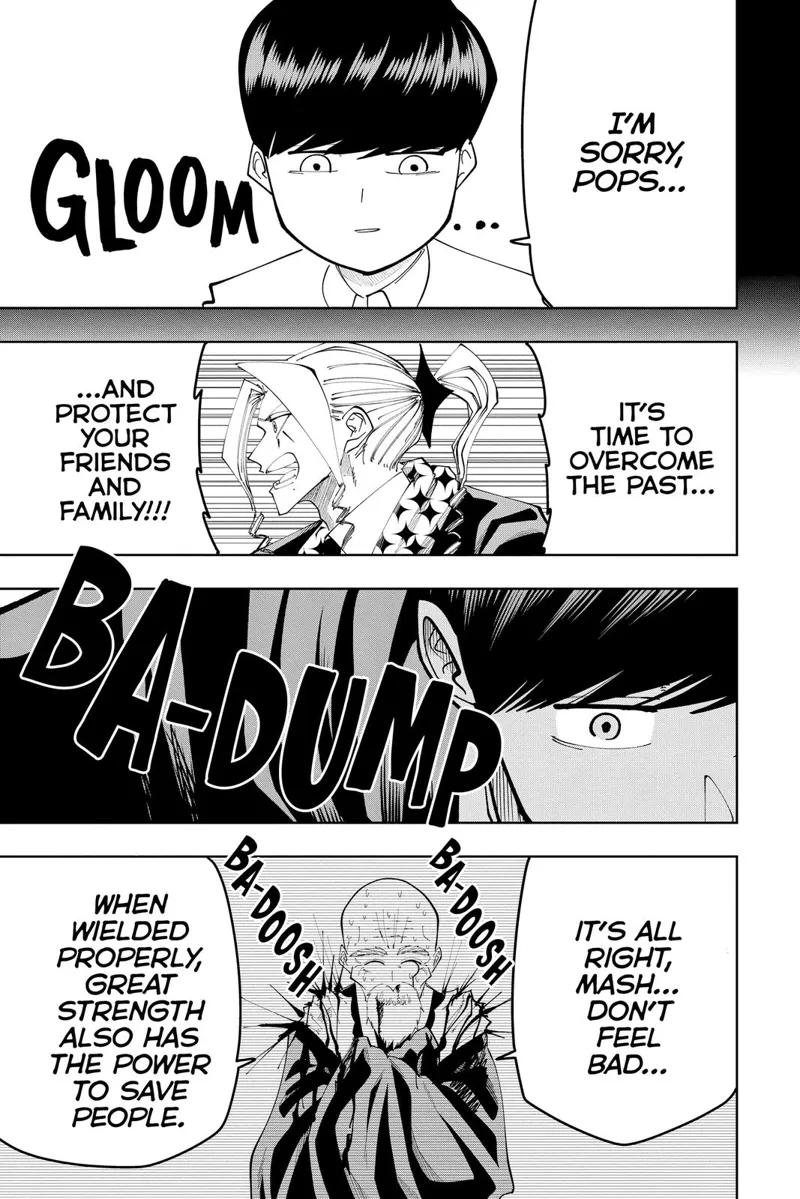 I'M
SORRY,
POPS...
GLOOM...
IT'S
TIME TO
OVERCOME
THE PAST...
...AND
PROTECT
YOUR
FRIENDS
AND
FAMILY!!!
BA-DUMP
IT'S ALL
RIGHT,
MASH...
DON'T
FEEL
BAD...
BA-DOOSH
BA-DOOSH
WHEN
WIELDED
PROPERLY,
GREAT
STRENGTH
ALSO HAS
THE POWER
TO SAVE
PEOPLE.